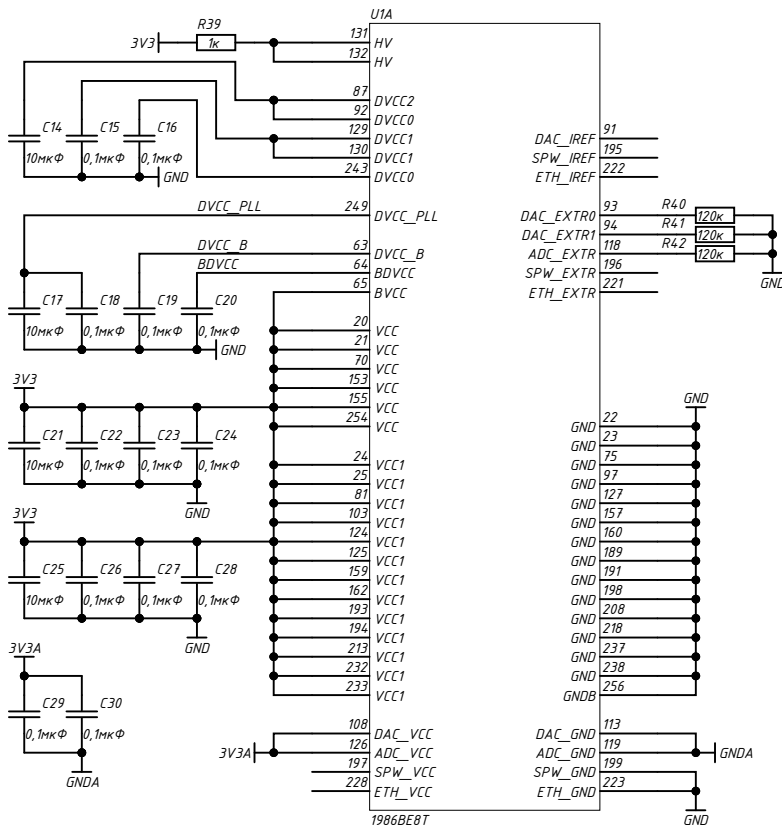 U1A
R39
3V3
1к
131
HV
132
HV
87
DVCC2
92
DVCC0
129
DVCC1
130
DVCC1
243
DVCC0
C14
C15
C16
10мкФ
0,1мкФ
0,1мкФ
GND
DVCC_PLL
249
DVCC_PLL
DVCC_B
63
DVCC_B
BDVCC
64
BDVCC
65
BVCC
C17
C18
C19
C20
10мкФ
0,1мкФ
0,1мкФ
0,1мкФ
GND
20
VCC
21
VCC
70
VCC
153
VCC
155
VCC
254
VCC
3V3
C21
C22
C23
C24
10мкФ
0,1мкФ
0,1мкФ
0,1мкФ
GND
24
VCC1
25
VCC1
81
VCC1
103
VCC1
124
VCC1
125
VCC1
159
VCC1
162
VCC1
193
VCC1
194
VCC1
213
VCC1
232
VCC1
233
VCC1
3V3
C25
C26
C27
C28
10мкФ
0,1мкФ
0,1мкФ
0,1мкФ
GND
3V3A
C29
C30
0,1мкФ
0,1мкФ
GNDA
3V3A
108
DAC_VCC
126
ADC_VCC
197
SPW_VCC
228
ETH_VCC
91
DAC_IREF
195
SPW_IREF
222
ETH_IREF
93
DAC_EXTR0
R40
120к
94
DAC_EXTR1
R41
120к
118
ADC_EXTR
R42
120к
196
SPW_EXTR
221
ETH_EXTR
GND
GND
22
GND
23
GND
75
GND
97
GND
127
GND
157
GND
160
GND
189
GND
191
GND
198
GND
208
GND
218
GND
237
GND
238
GND
256
GNDB
113
DAC_GND
119
ADC_GND
GNDA
199
SPW_GND
223
ETH_GND
GND
1986BE8T